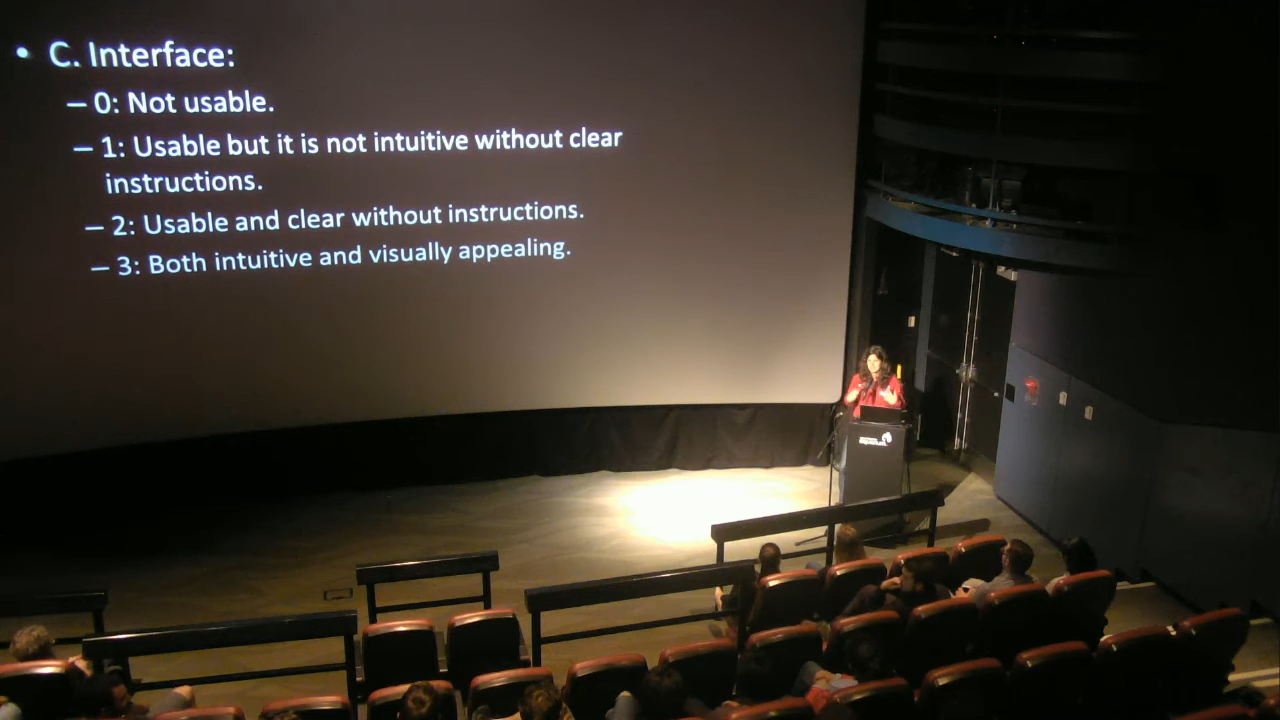 • C. Interface:
– 0: Not usable.
– 1: Usable but it is not intuitive without clear
instructions.
– 2: Usable and clear without instructions.
– 3: Both intuitive and visually appealing.